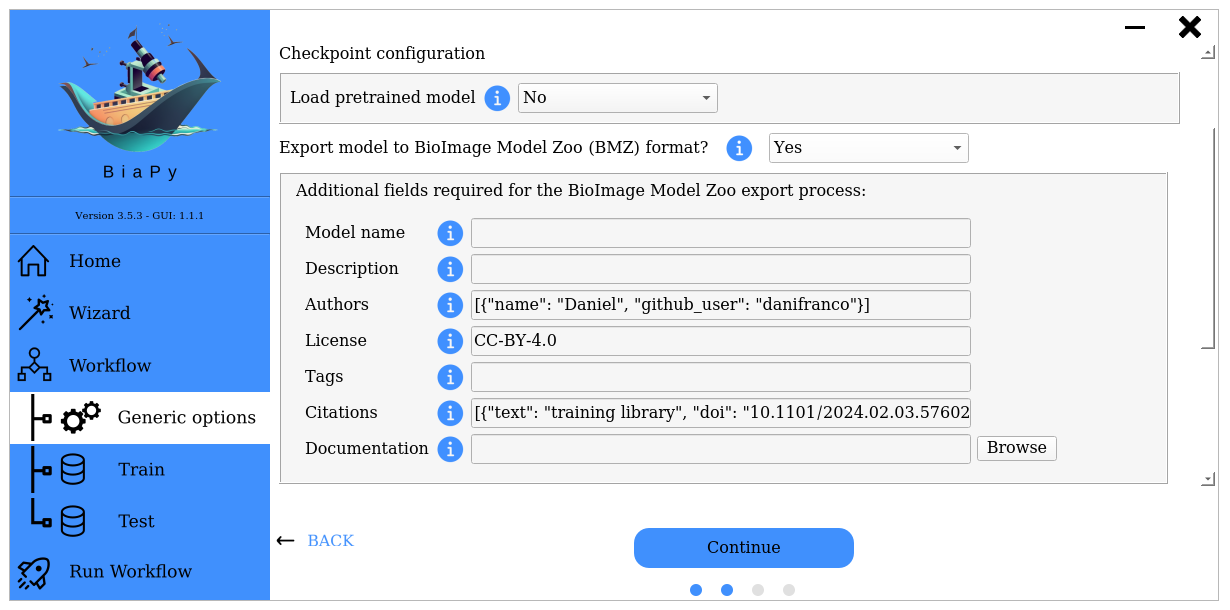 BiaPy
Version 3.5.3 - GUI: 1.1.1
Home
Wizard
Workflow
Generic options
Train
Test
Run Workflow
Checkpoint configuration
Load pretrained model i No
Export model to BioImage Model Zoo (BMZ) format? i Yes
Additional fields required for the BioImage Model Zoo export process:
Model name i
Description i
Authors i [{"name": "Daniel", "github_user": "danifranco"}]
License i CC-BY-4.0
Tags i
Citations i [{"text": "training library", "doi": "10.1101/2024.02.03.57602
Documentation i Browse
BACK
Continue